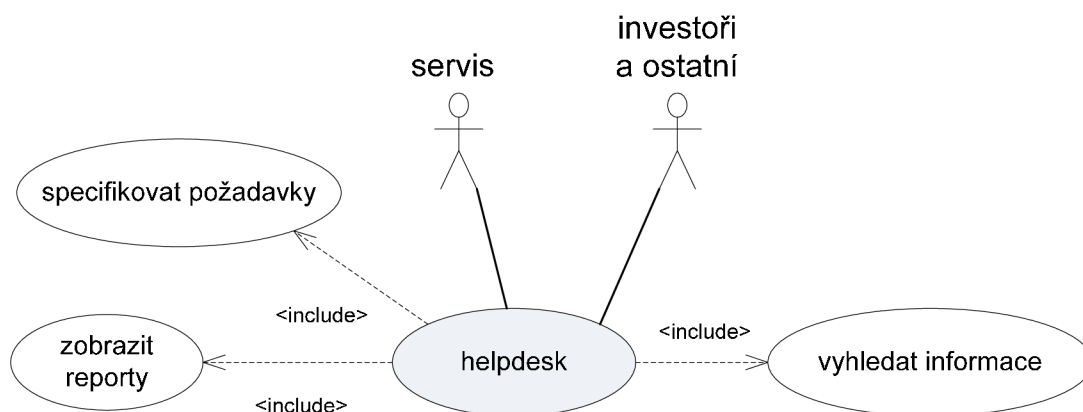 investoři
a ostatní
servis
specifikovat požadavky
<include>
<include>
zobrazit
reporty
helpdesk
vyhledat informace
<include>